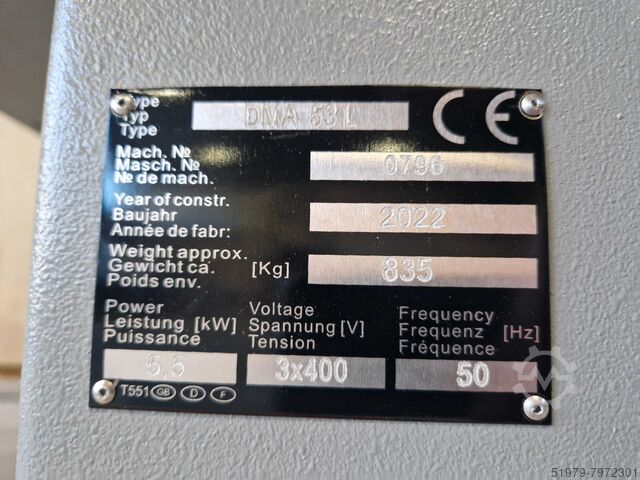 Type
Typ
Type
DMA 53 L
CE
Mach. №
Masch. №
№ de mach.
0796
Year of constr.
Baujahr
Année de fabr:
2022
Weight approx.
Gewicht ca. [Kg]
Poids env.
835
Power
Leistung [kW]
Puissance
5,5
Voltage
Spannung [V]
Tension
3x400
Frequency
Frequenz [Hz]
Fréquence
50
T551 GB D F
51979-7972301